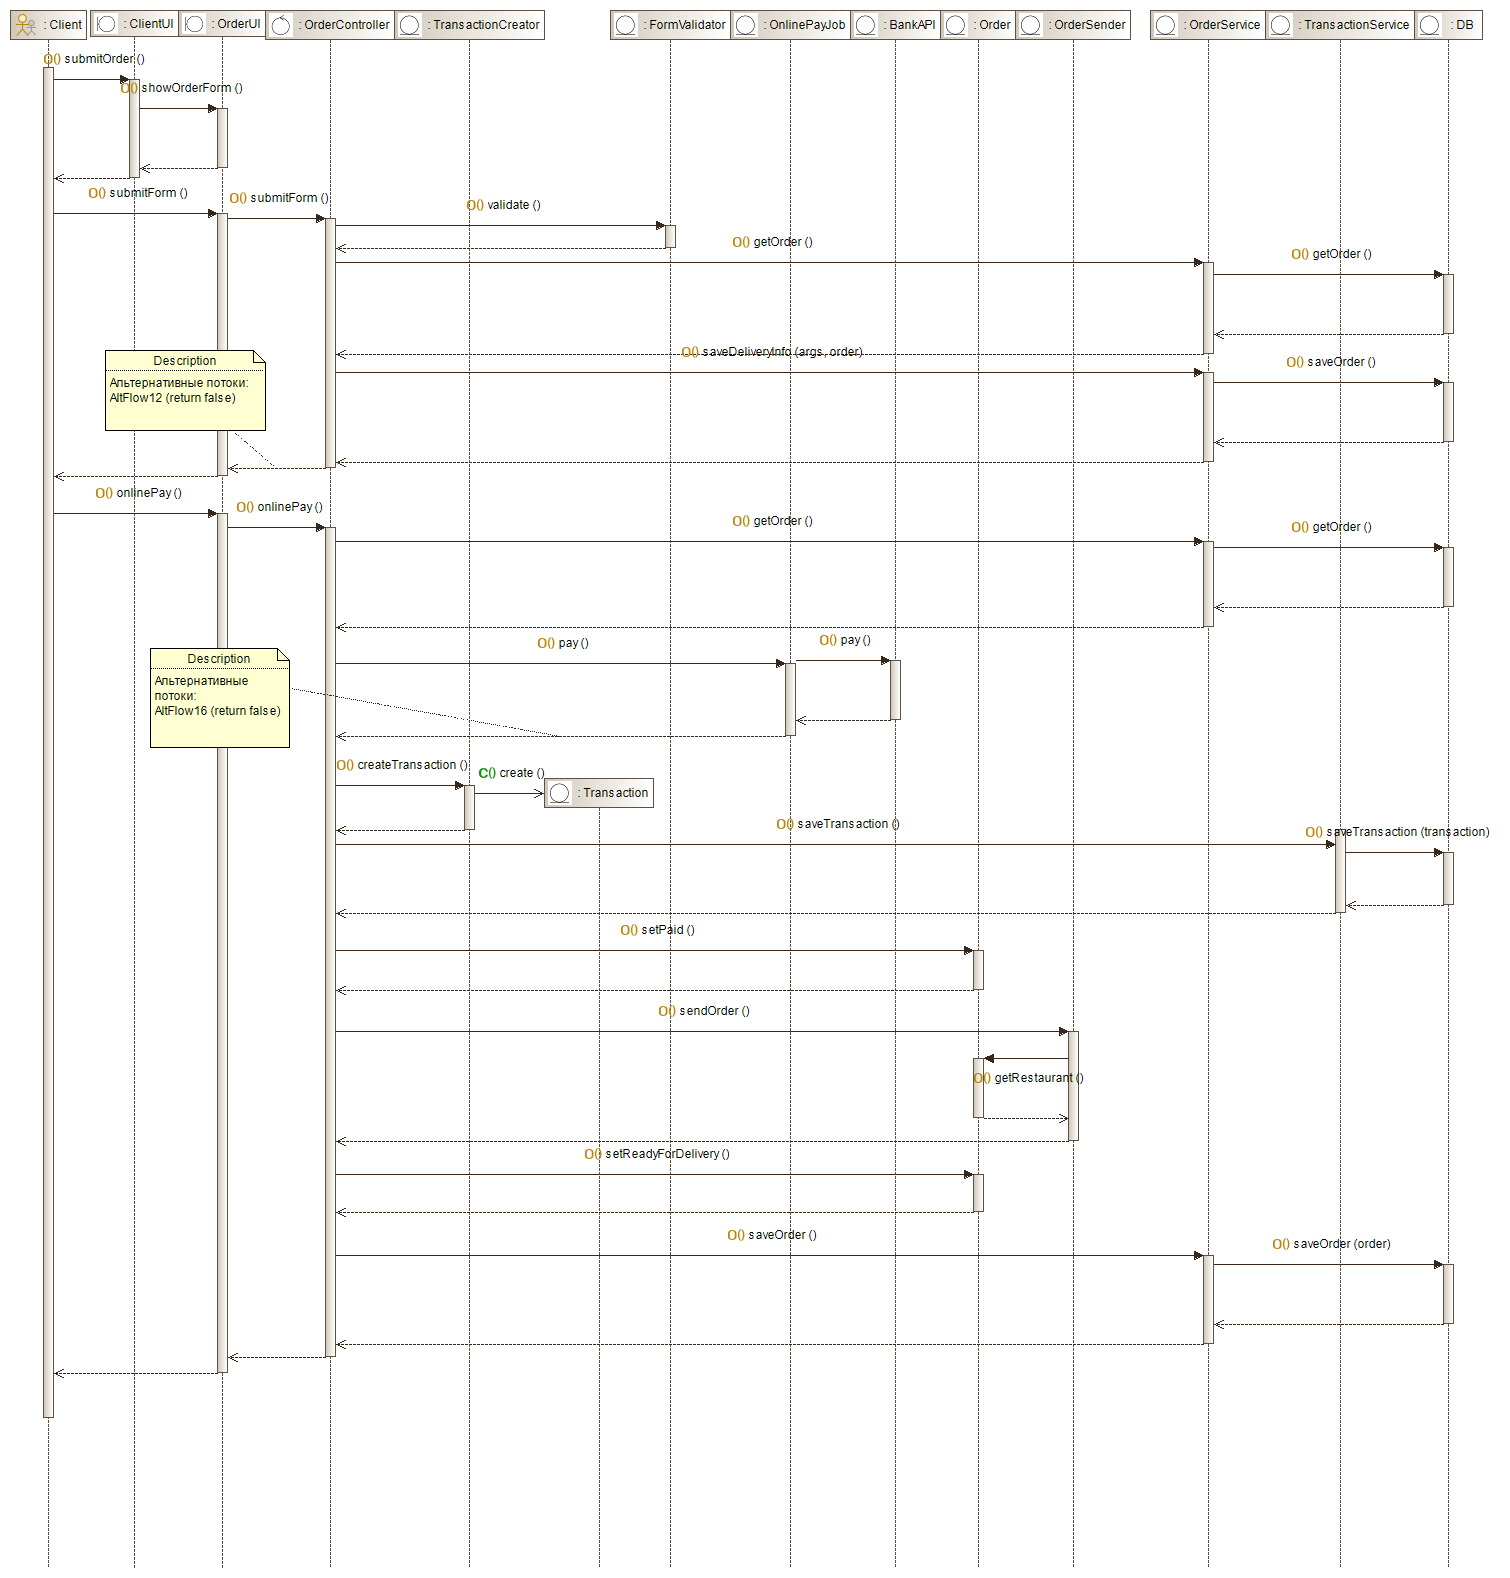 : Client
: ClientUI
: OrderUI
: OrderController
: TransactionCreator
: FormValidator
: OnlinePayJob
: BankAPI
: Order
: OrderSender
: OrderService
: TransactionService
: DB
O() submitOrder ()
O() showOrderForm ()
O() submitForm ()
O() submitForm ()
O() validate ()
O() getOrder ()
O() getOrder ()
O() saveDeliveryInfo (args, order)
O() saveOrder ()
Description
Альтернативные потоки:
AltFlow12 (return false)
O() onlinePay ()
O() onlinePay ()
O() getOrder ()
O() getOrder ()
O() pay ()
O() pay ()
Description
Альтернативные
потоки:
AltFlow16 (return false)
O() createTransaction ()
C() create ()
: Transaction
O() saveTransaction ()
O() saveTransaction (transaction)
O() setPaid ()
O() sendOrder ()
O() getRestaurant ()
O() setReadyForDelivery ()
O() saveOrder ()
O() saveOrder (order)